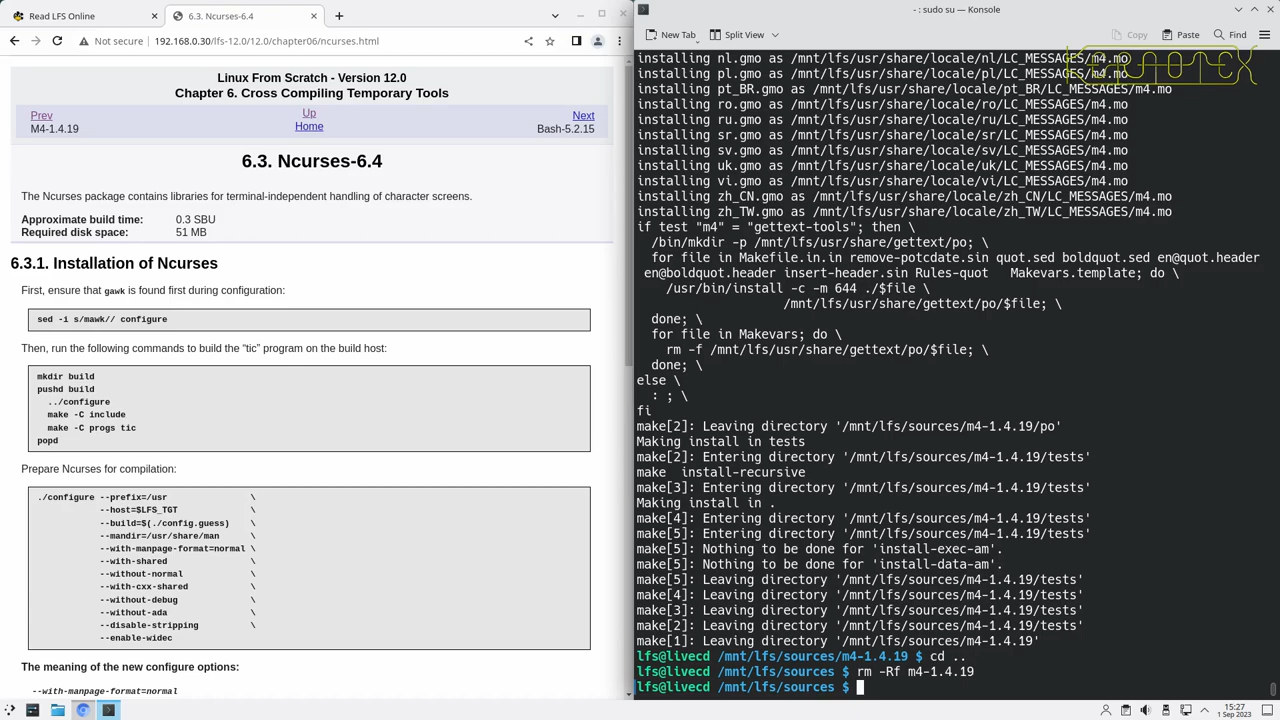 Read LFS Online
6.3. Ncurses-6.4
Not secure 192.168.0.30/lfs-12.0/12.0/chapter06/ncurses.html
Linux From Scratch - Version 12.0
Chapter 6. Cross Compiling Temporary Tools
Prev Up Next
M4-1.4.19 Home Bash-5.2.15
6.3. Ncurses-6.4
The Ncurses package contains libraries for terminal-independent handling of character screens.
Approximate build time: 0.3 SBU
Required disk space: 51 MB
6.3.1. Installation of Ncurses
First, ensure that gawk is found first during configuration:
sed -i s/mawk// configure
Then, run the following commands to build the “tic” program on the build host:
mkdir build
pushd build
../configure
make -C include
make -C progs tic
popd
Prepare Ncurses for compilation:
./configure --prefix=/usr \
--host=$LFS_TGT \
--build=$(./config.guess) \
--mandir=/usr/share/man \
--with-manpage-format=normal \
--with-shared \
--without-normal \
--with-cxx-shared \
--without-debug \
--without-ada \
--disable-stripping \
--enable-widec
The meaning of the new configure options:
--with-manpage-format=normal
- : sudo su — Konsole
New Tab Split View Copy Paste Find
installing nl.gmo as /mnt/lfs/usr/share/locale/nl/LC_MESSAGES/m4.mo
installing pl.gmo as /mnt/lfs/usr/share/locale/pl/LC_MESSAGES/m4.mo
installing pt_BR.gmo as /mnt/lfs/usr/share/locale/pt_BR/LC_MESSAGES/m4.mo
installing ro.gmo as /mnt/lfs/usr/share/locale/ro/LC_MESSAGES/m4.mo
installing ru.gmo as /mnt/lfs/usr/share/locale/ru/LC_MESSAGES/m4.mo
installing sr.gmo as /mnt/lfs/usr/share/locale/sr/LC_MESSAGES/m4.mo
installing sv.gmo as /mnt/lfs/usr/share/locale/sv/LC_MESSAGES/m4.mo
installing uk.gmo as /mnt/lfs/usr/share/locale/uk/LC_MESSAGES/m4.mo
installing vi.gmo as /mnt/lfs/usr/share/locale/vi/LC_MESSAGES/m4.mo
installing zh_CN.gmo as /mnt/lfs/usr/share/locale/zh_CN/LC_MESSAGES/m4.mo
installing zh_TW.gmo as /mnt/lfs/usr/share/locale/zh_TW/LC_MESSAGES/m4.mo
if test "m4" = "gettext-tools"; then \
/bin/mkdir -p /mnt/lfs/usr/share/gettext/po; \
for file in Makefile.in.in remove-potcdate.sin quot.sed boldquot.sed en@quot.header
en@boldquot.header insert-header.sin Rules-quot Makevars.template; do \
/usr/bin/install -c -m 644 ./$file \
/mnt/lfs/usr/share/gettext/po/$file; \
done; \
for file in Makevars; do \
rm -f /mnt/lfs/usr/share/gettext/po/$file; \
done; \
else \
: ; \
fi
make[2]: Leaving directory '/mnt/lfs/sources/m4-1.4.19/po'
Making install in tests
make[2]: Entering directory '/mnt/lfs/sources/m4-1.4.19/tests'
make install-recursive
make[3]: Entering directory '/mnt/lfs/sources/m4-1.4.19/tests'
Making install in .
make[4]: Entering directory '/mnt/lfs/sources/m4-1.4.19/tests'
make[5]: Entering directory '/mnt/lfs/sources/m4-1.4.19/tests'
make[5]: Nothing to be done for 'install-exec-am'.
make[5]: Nothing to be done for 'install-data-am'.
make[5]: Leaving directory '/mnt/lfs/sources/m4-1.4.19/tests'
make[4]: Leaving directory '/mnt/lfs/sources/m4-1.4.19/tests'
make[3]: Leaving directory '/mnt/lfs/sources/m4-1.4.19/tests'
make[2]: Leaving directory '/mnt/lfs/sources/m4-1.4.19/tests'
make[1]: Leaving directory '/mnt/lfs/sources/m4-1.4.19'
lfs@livecd /mnt/lfs/sources/m4-1.4.19 $ cd ..
lfs@livecd /mnt/lfs/sources $ rm -Rf m4-1.4.19
lfs@livecd /mnt/lfs/sources $
15:27
1 Sep 2023